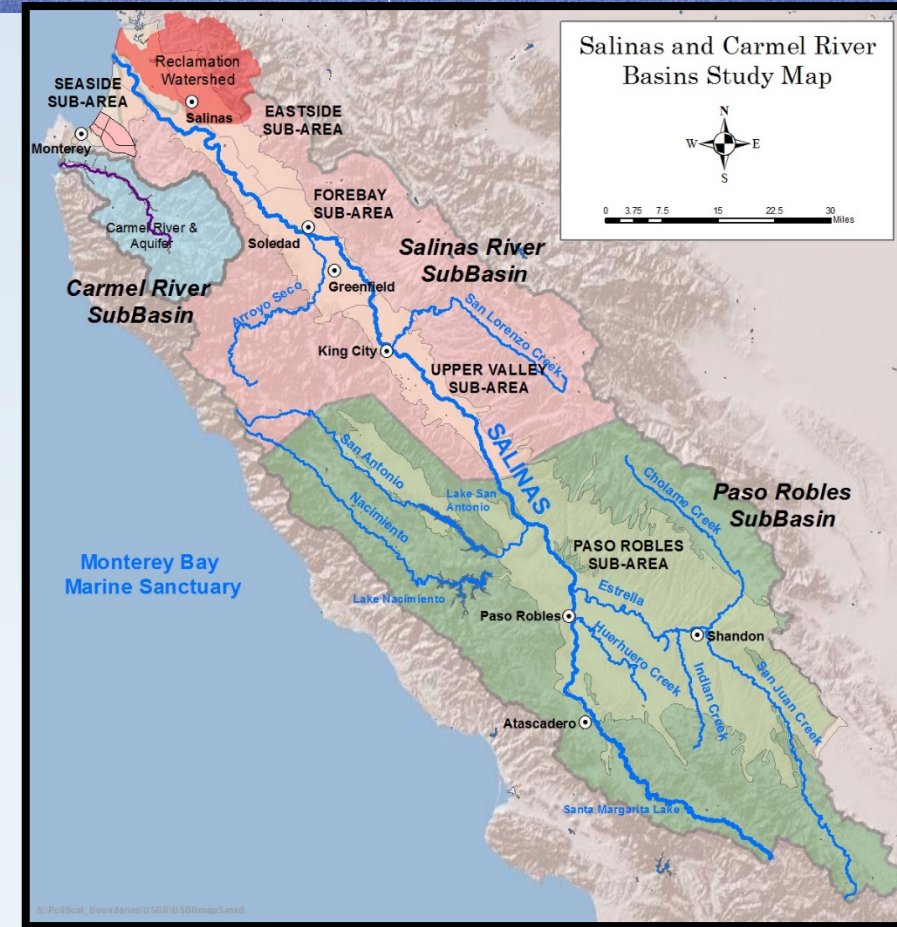 Salinas and Carmel River
Basins Study Map
N
W
E
S
0 3.75 7.5 15 22.5 30
Miles
Reclamation
Watershed
SEASIDE
SUB-AREA
Salinas
EASTSIDE
SUB-AREA
Monterey
Carmel River &
Aquifer
FOREBAY
SUB-AREA
Soledad
Salinas River
SubBasin
Greenfield
Carmel River
SubBasin
Arroyo Seco
San Lorenzo Creek
King City
UPPER VALLEY
SUB-AREA
SALINAS
San Antonio
Nacimiento
Lake San
Antonio
Cholame Creek
Paso Robles
SubBasin
Monterey Bay
Marine Sanctuary
PASO ROBLES
SUB-AREA
Estrella
Lake Nacimiento
Paso Robles
Shandon
Huerhuero Creek
Indian Creek
San Juan Creek
Atascadero
Santa Margarita Lake
S:\Political_Boundaries\USBR\USBRmap5.mxd